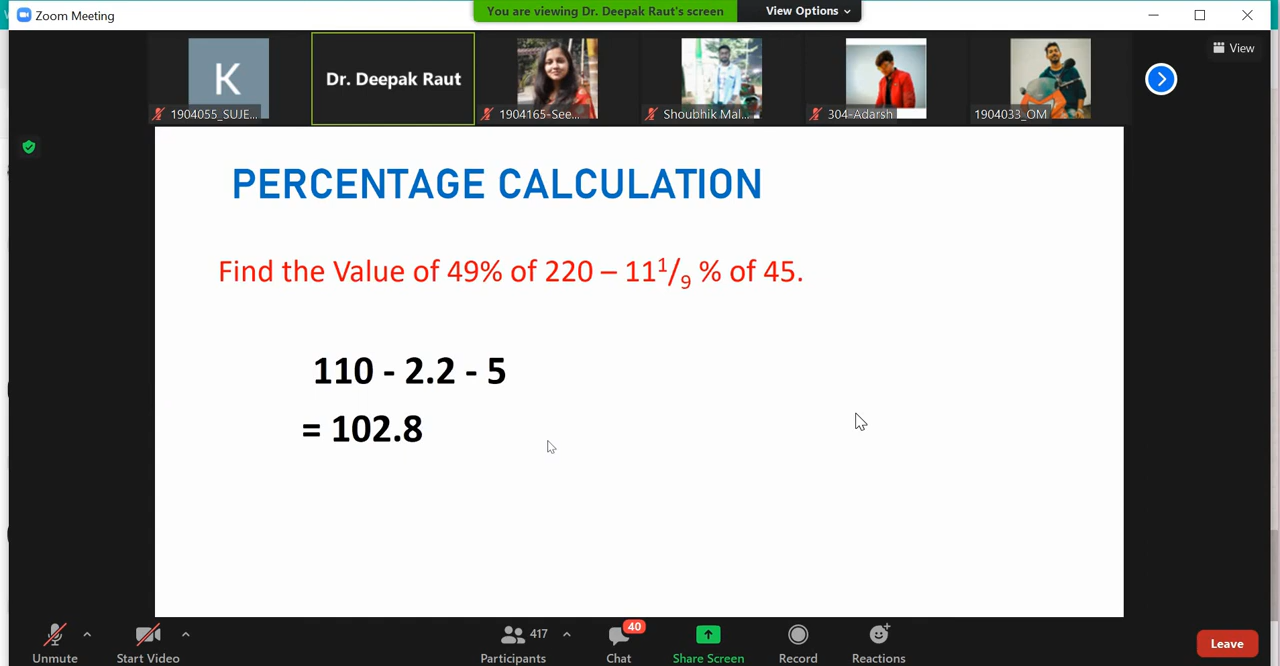 Zoom Meeting
You are viewing Dr. Deepak Raut's screen
View Options
View
K
1904055_SUJE...
Dr. Deepak Raut
1904165-See...
Shoubhik Mal...
304-Adarsh
1904033_OM
PERCENTAGE CALCULATION
Find the Value of 49% of 220 – 11¹/₉ % of 45.
110 - 2.2 - 5
= 102.8
Unmute
Start Video
417
Participants
40
Chat
Share Screen
Record
Reactions
Leave